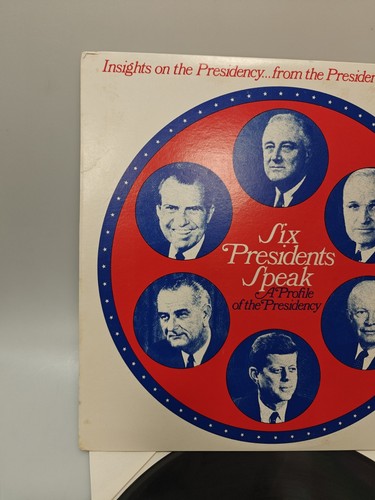 Insights on the Presidency...from the Presiden
Six
Presidents
Speak
A Profile
of the Presidency